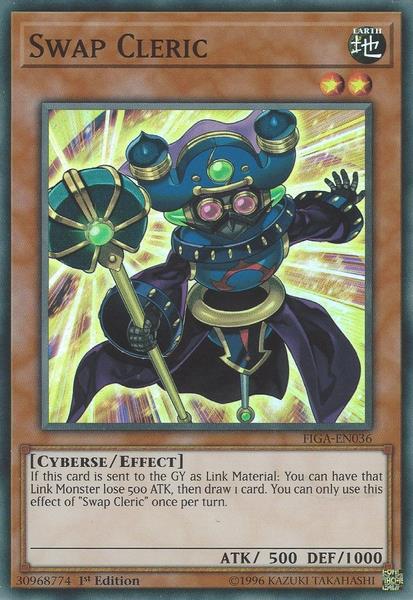 SWAP CLERIC
EARTH
地
FIGA-EN036
[CYBERSE/EFFECT]
If this card is sent to the GY as Link Material: You can have that
Link Monster lose 500 ATK, then draw 1 card. You can only use this
effect of "Swap Cleric" once per turn.
ATK/ 500 DEF/1000
30968774 1st Edition
©1996 KAZUKI TAKAHASHI